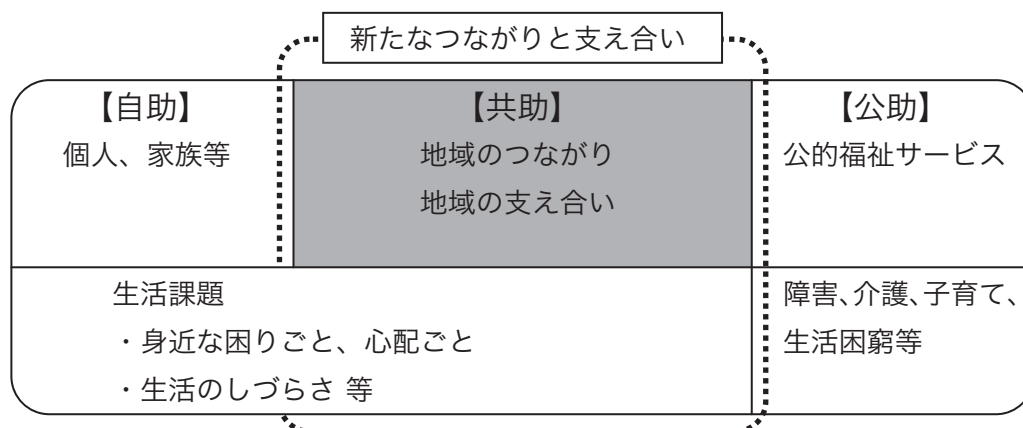 新たなつながりと支え合い
【自助】
個人、家族等
【共助】
地域のつながり
地域の支え合い
【公助】
公的福祉サービス
生活課題
・身近な困りごと、心配ごと
・生活のしづらさ 等
障害、介護、子育て、
生活困窮等